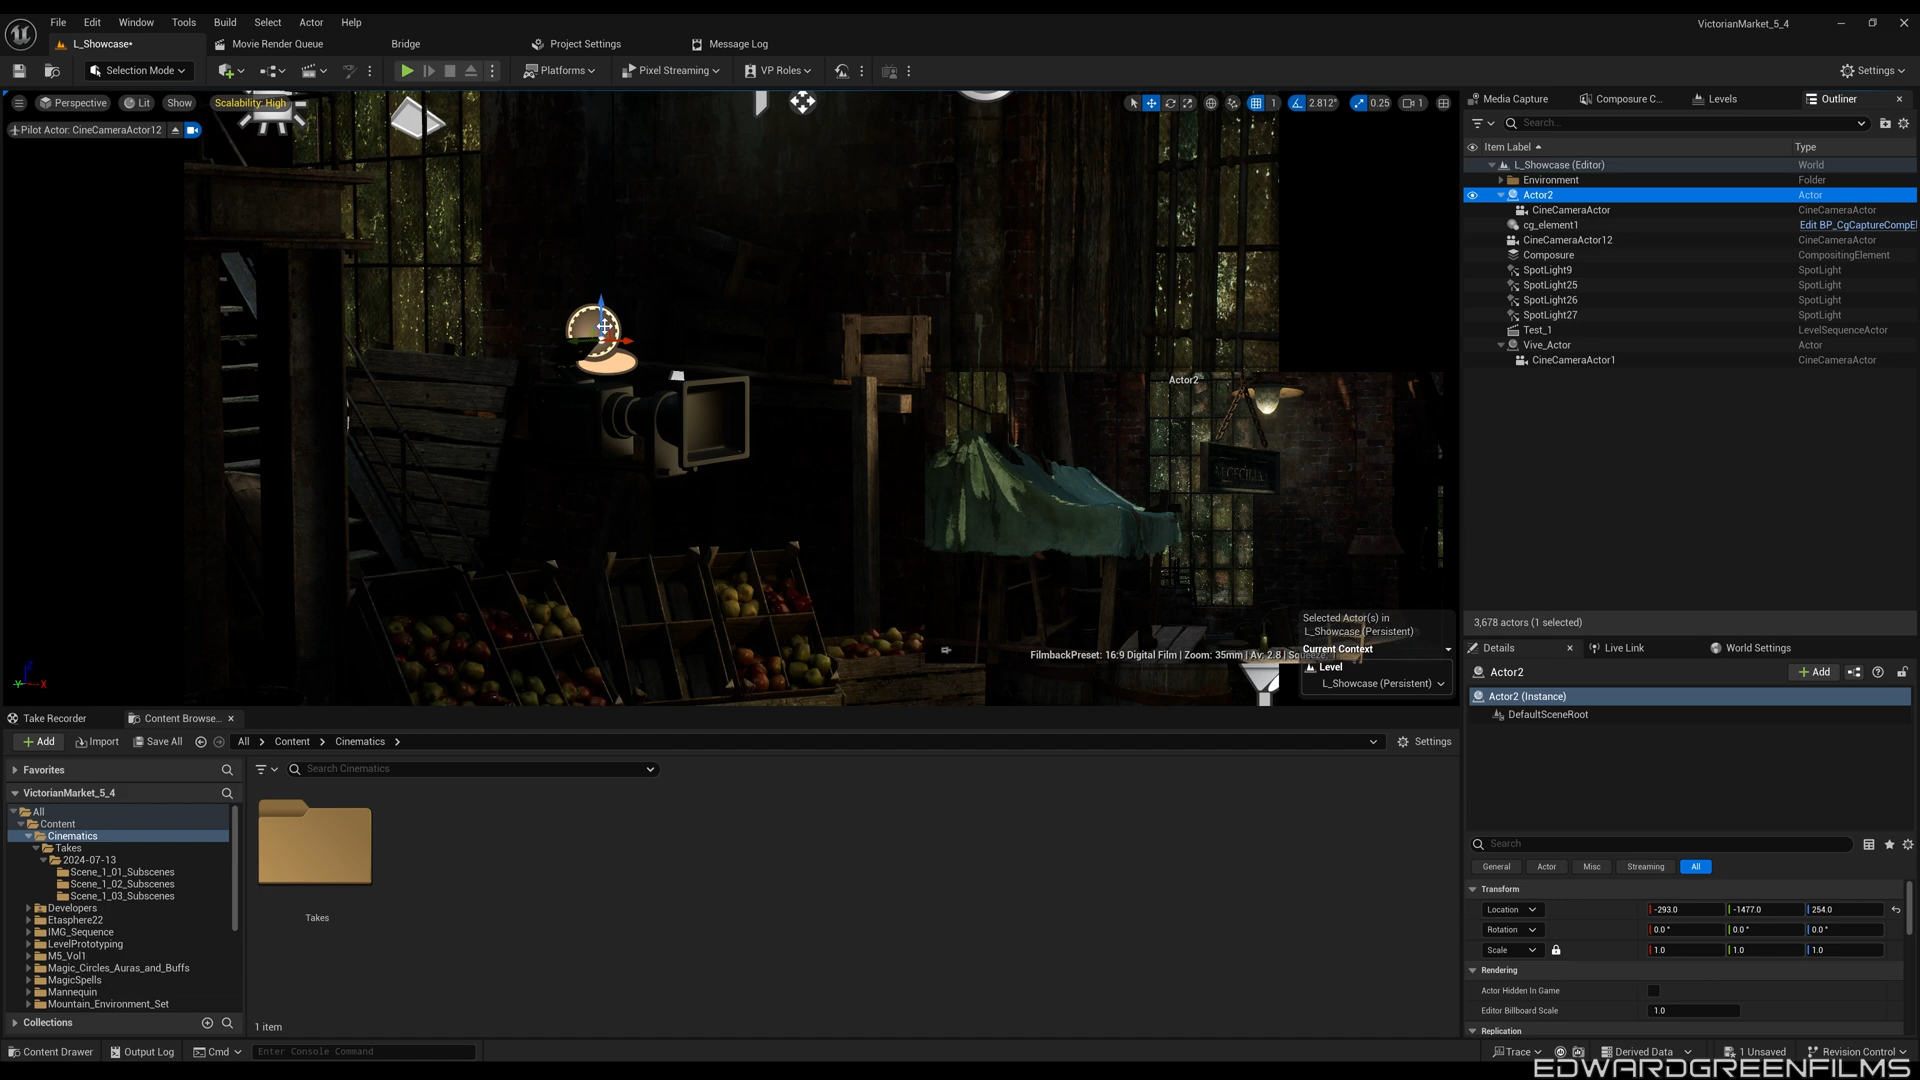 File Edit Window Tools Build Select Actor Help
VictorianMarket_5_4
L_Showcase* Movie Render Queue Bridge Project Settings Message Log
Selection Mode Platforms Pixel Streaming VP Roles Settings
Perspective Lit Show Scalability: High 1 2.812° 0.25 1
Pilot Actor: CineCameraActor12
Media Capture Composure C... Levels Outliner
Search...
Item Label Type
L_Showcase (Editor) World
Environment Folder
Actor2 Actor
CineCameraActor CineCameraActor
cg_element1 Edit BP_CgCaptureCompEl
CineCameraActor12 CineCameraActor
Composure CompositingElement
SpotLight9 SpotLight
SpotLight25 SpotLight
SpotLight26 SpotLight
SpotLight27 SpotLight
Test_1 LevelSequenceActor
Vive_Actor Actor
CineCameraActor1 CineCameraActor
3,678 actors (1 selected)
Actor2
FilmbackPreset: 16:9 Digital Film | Zoom: 35mm | Av: 2.8 | Squeeze:
Selected Actor(s) in
L_Showcase (Persistent)
Current Context
Level
L_Showcase (Persistent)
Z
Y X
Details Live Link World Settings
Actor2 Add
Actor2 (Instance)
DefaultSceneRoot
Search
General Actor Misc Streaming All
Transform
Location -293.0 -1477.0 254.0
Rotation 0.0 ° 0.0 ° 0.0 °
Scale 1.0 1.0 1.0
Rendering
Actor Hidden In Game
Editor Billboard Scale 1.0
Replication
Take Recorder Content Browse...
Add Import Save All All Content Cinematics Settings
Favorites
VictorianMarket_5_4
All
Content
Cinematics
Takes
2024-07-13
Scene_1_01_Subscenes
Scene_1_02_Subscenes
Scene_1_03_Subscenes
Developers
Etasphere22
IMG_Sequence
LevelPrototyping
M5_Vol1
Magic_Circles_Auras_and_Buffs
MagicSpells
Mannequin
Mountain_Environment_Set
Collections
Search Cinematics
Takes
1 item
Content Drawer Output Log Cmd Enter Console Command
Trace Derived Data 1 Unsaved Revision Control
EDWARDGREENFILMS